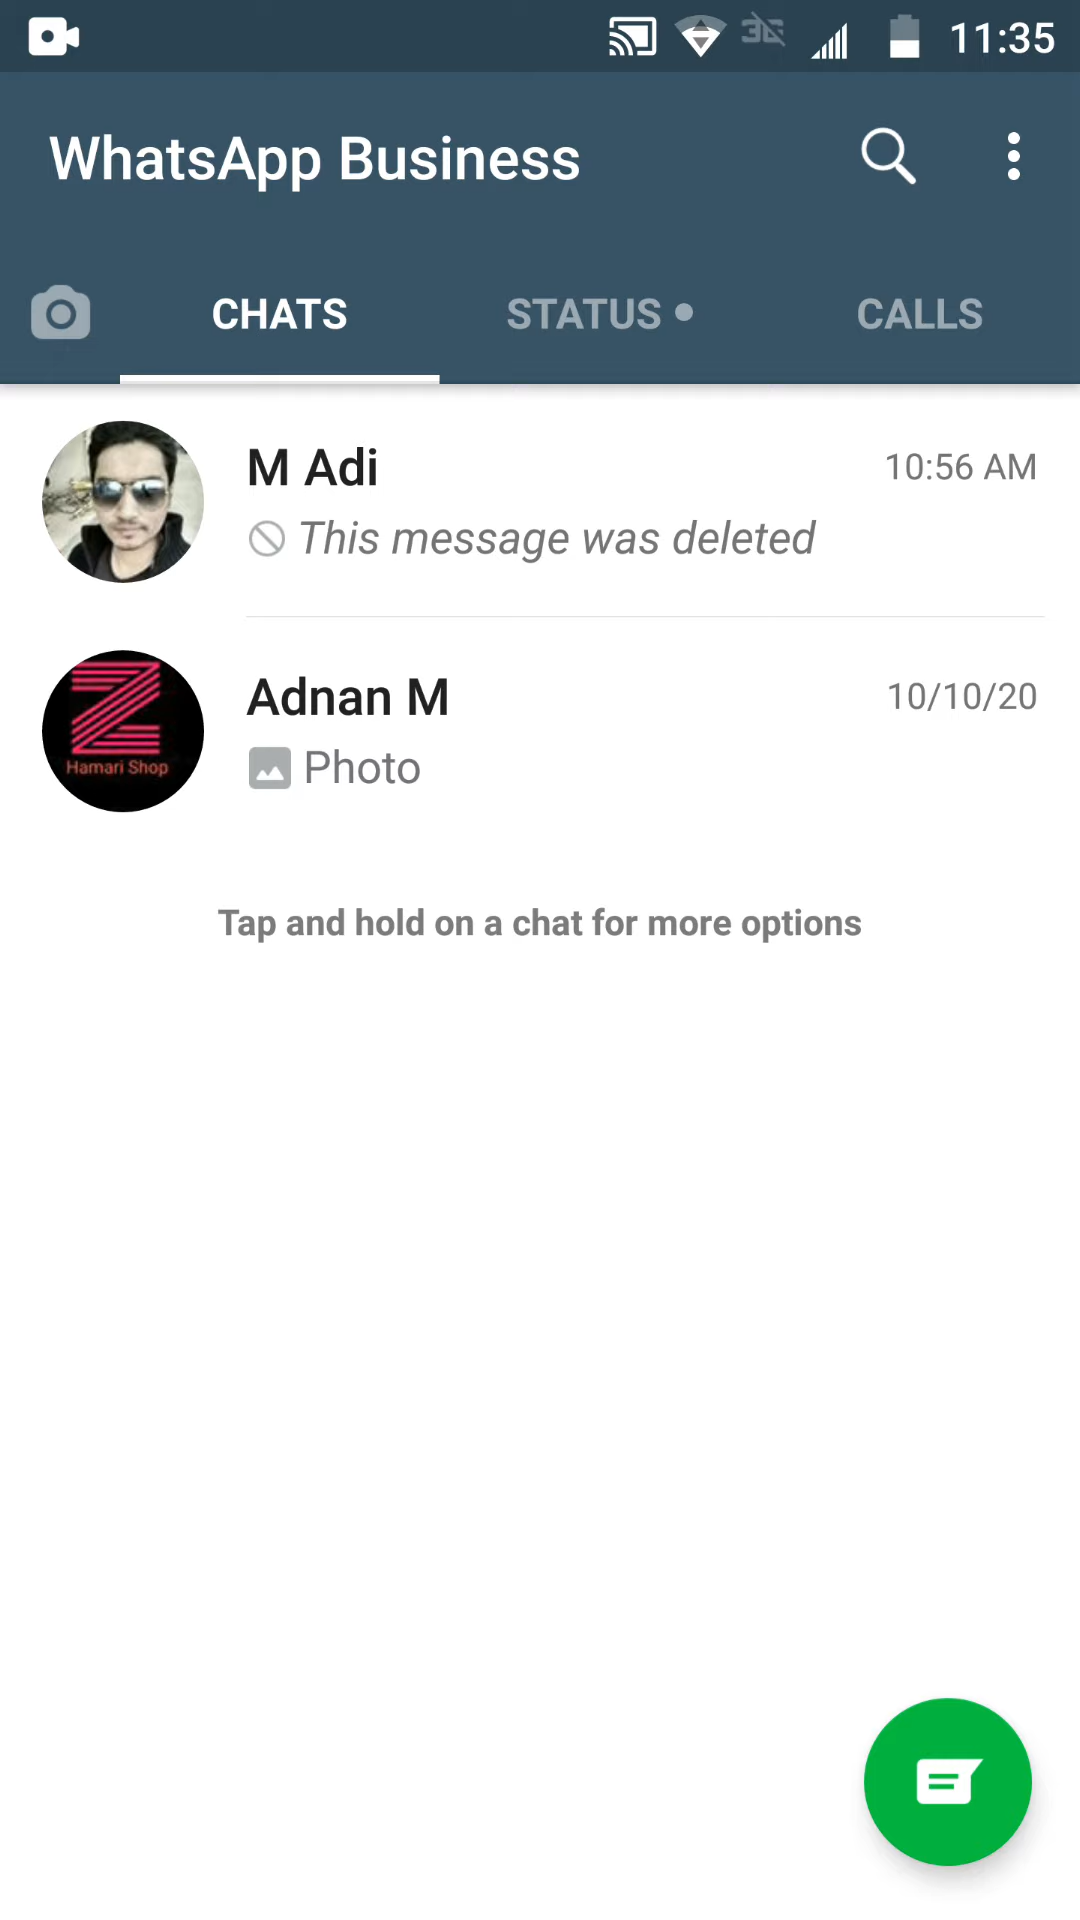 11:35
WhatsApp Business
CHATS STATUS CALLS
M Adi 10:56 AM
This message was deleted
Adnan M 10/10/20
Photo
Z
Hamari Shop
Tap and hold on a chat for more options